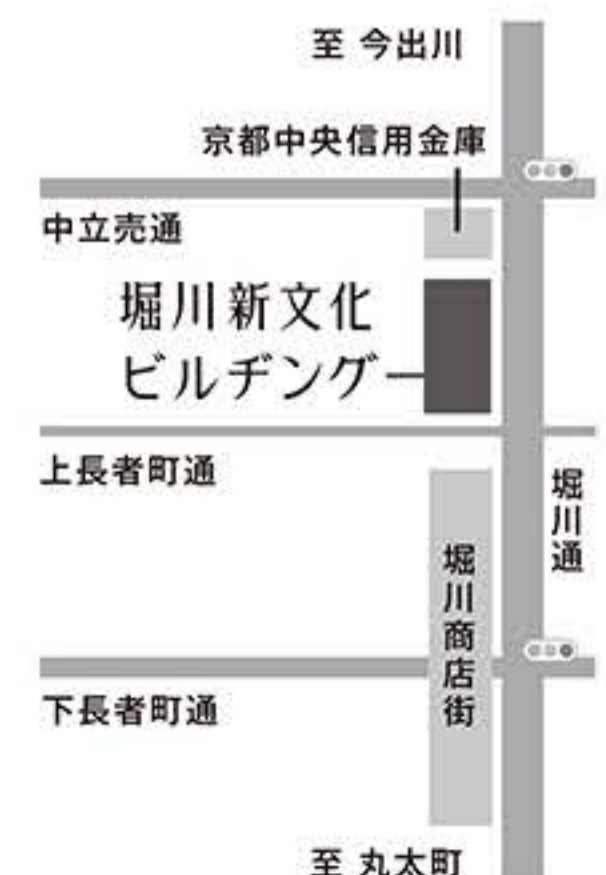 至 今出川
京都中央信用金庫
中立売通
堀川新文化
ビルヂング
上長者町通
堀川通
堀川商店街
下長者町通
至 丸太町